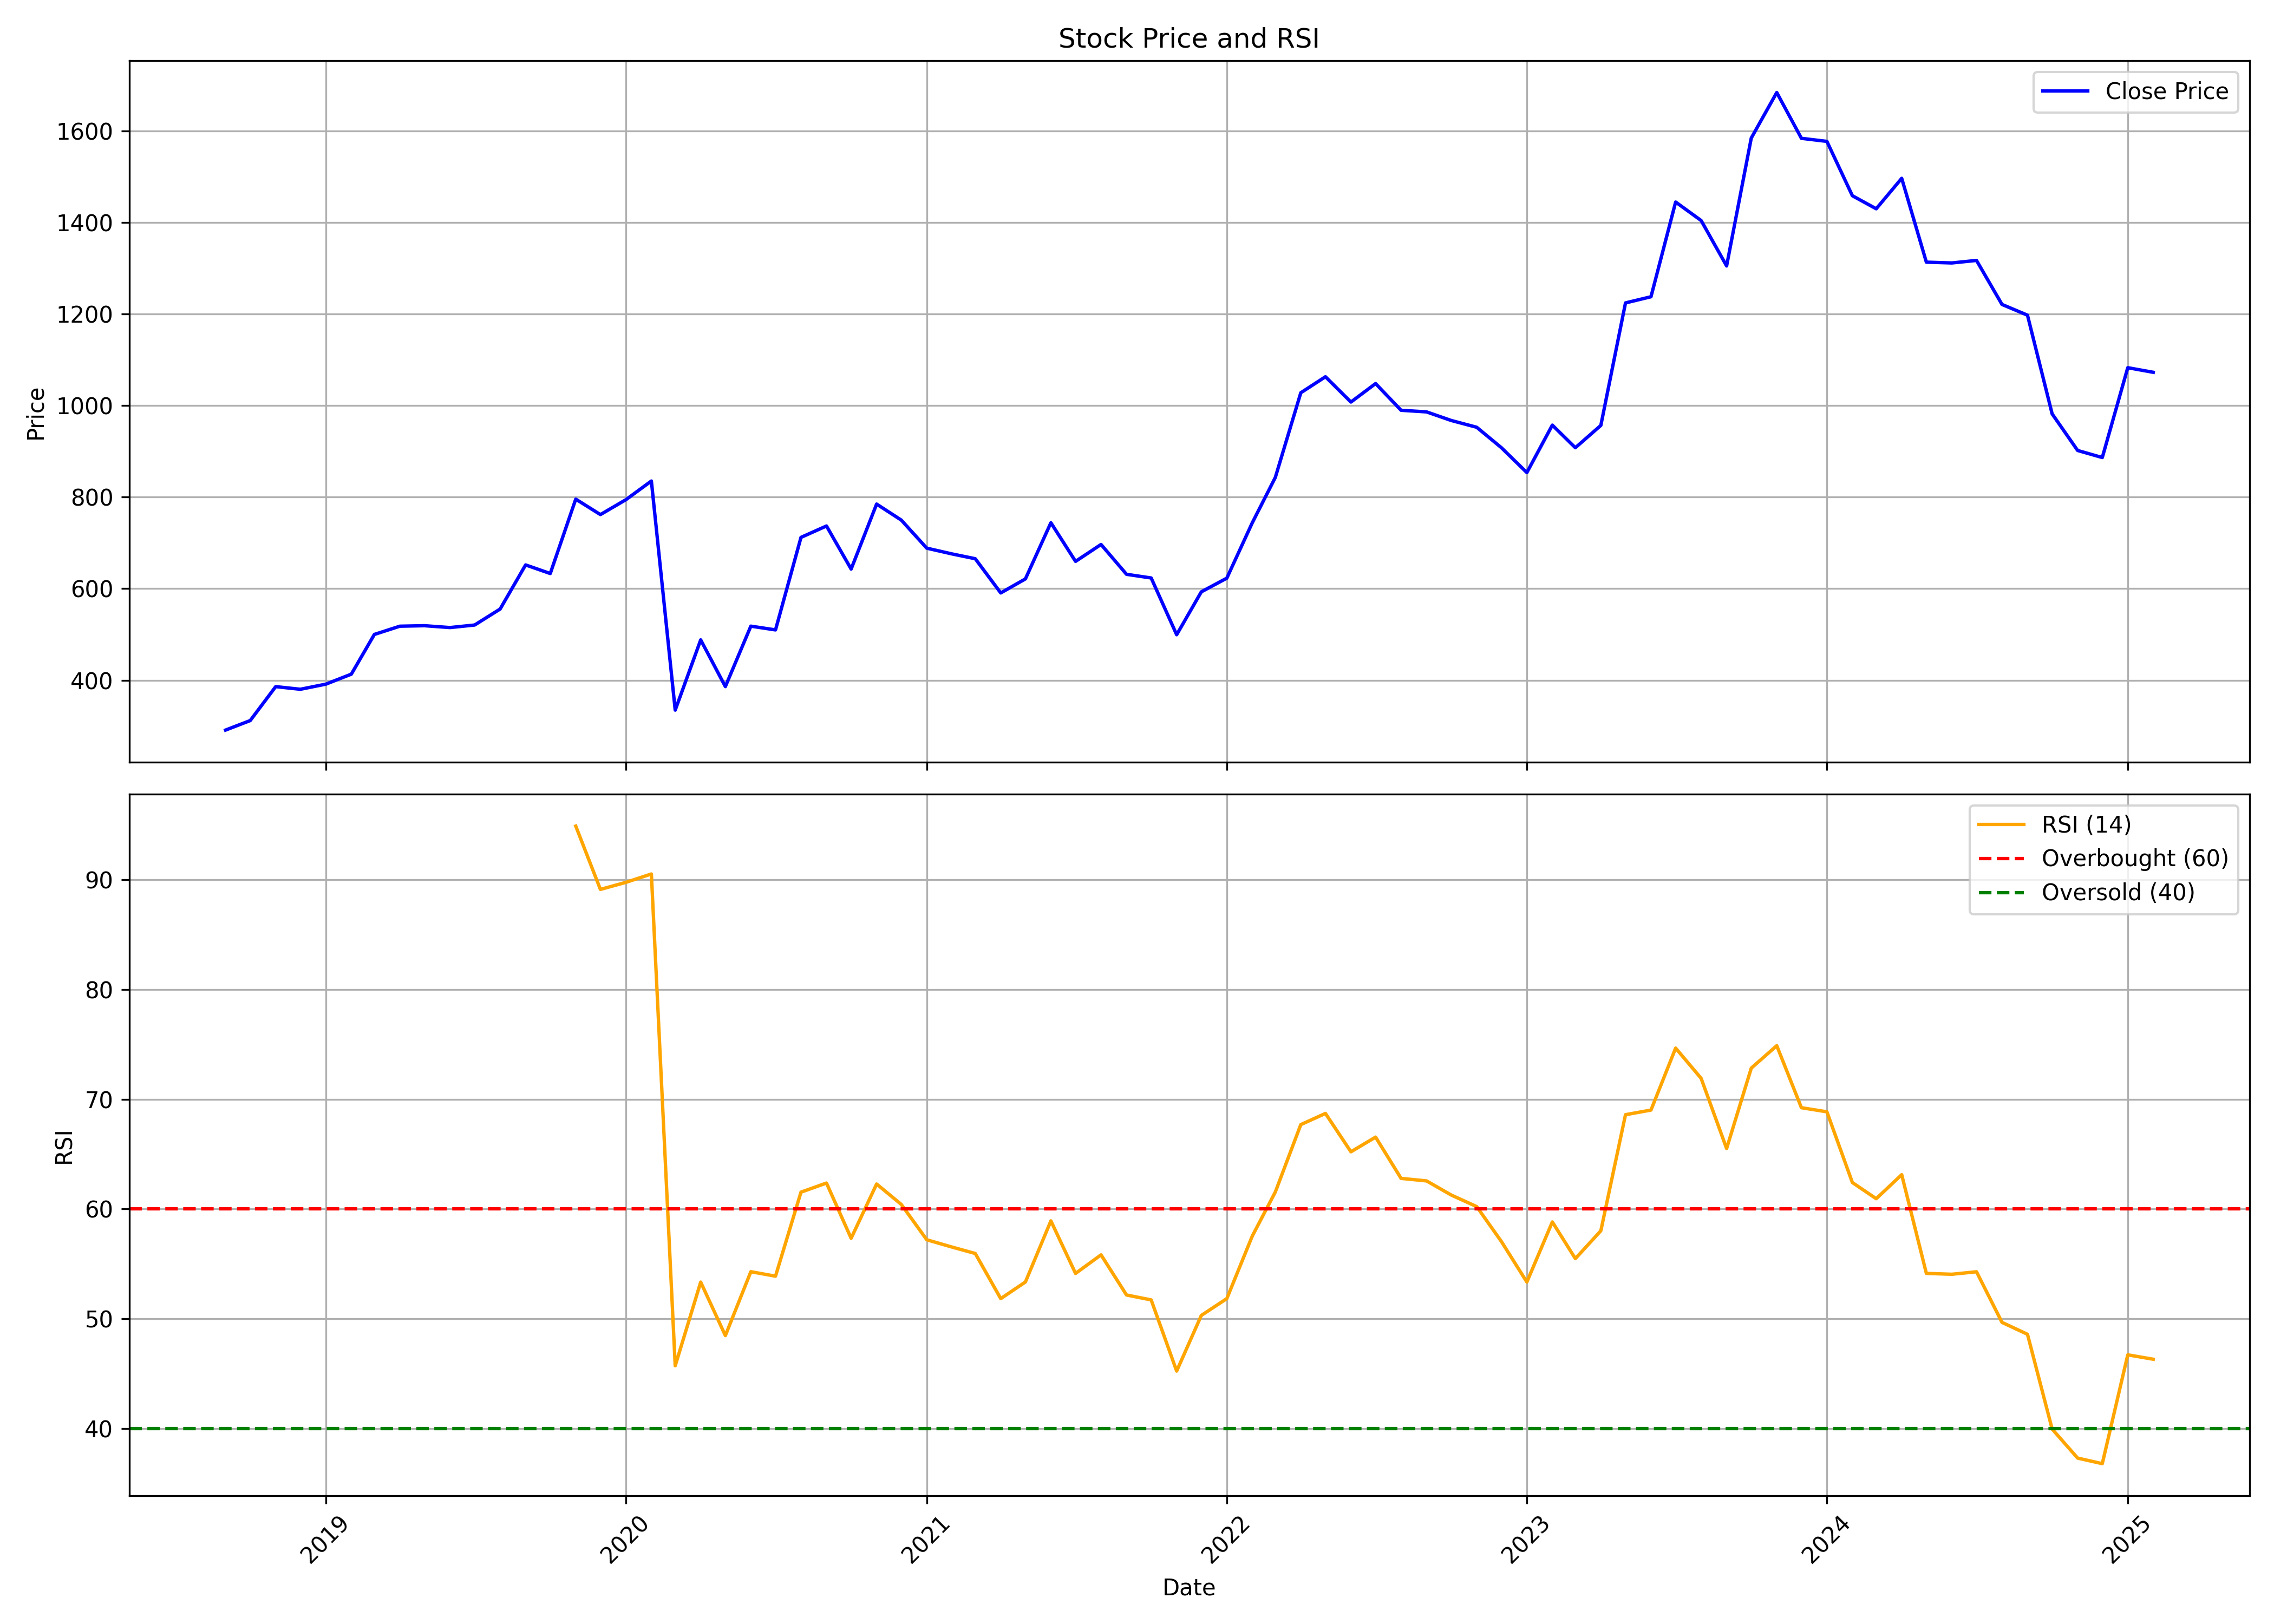 Stock Price and RSI
Close Price
1600
1400
1200
1000
800
600
400
Price
RSI (14)
Overbought (60)
Oversold (40)
90
80
70
60
50
40
RSI
2019
2020
2021
2022
2023
2024
2025
Date